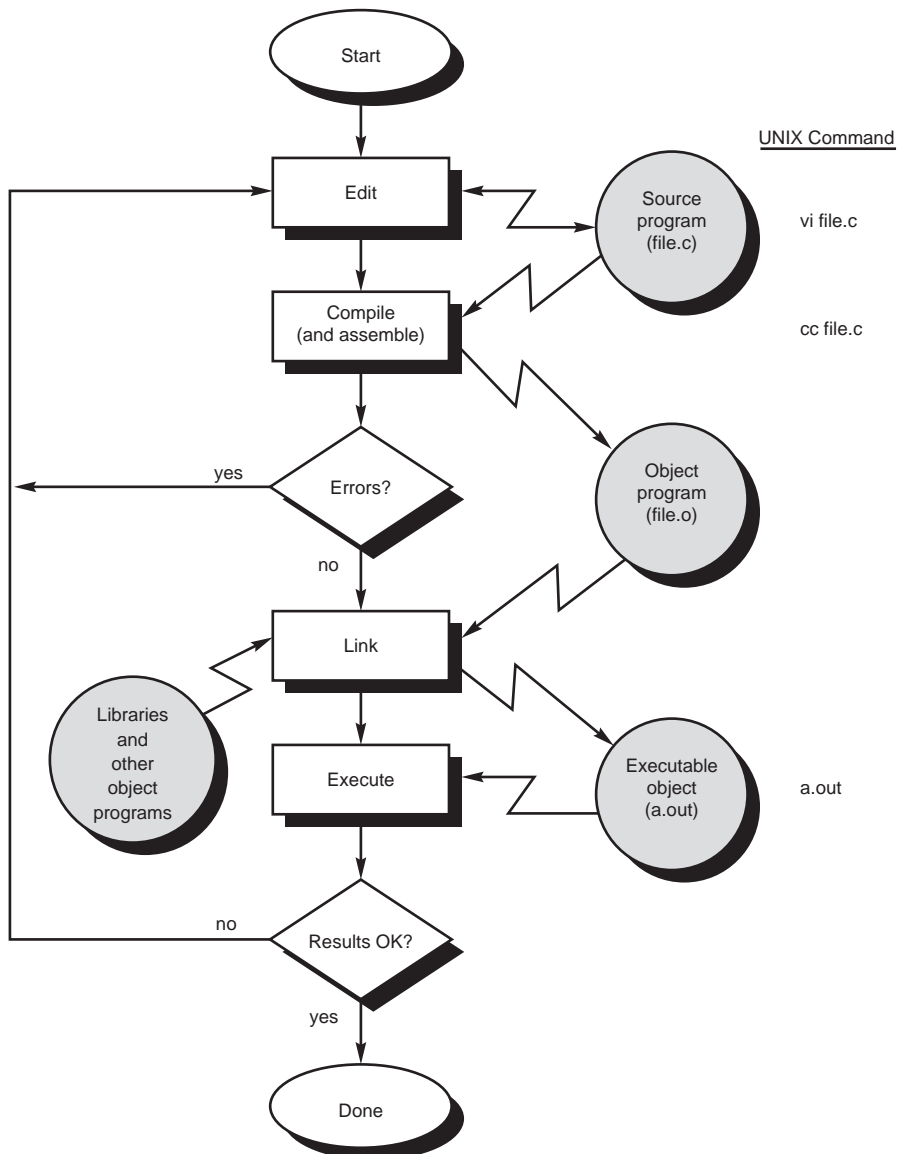 Start
UNIX Command
Edit
Source
program
(file.c)
vi file.c
Compile
(and assemble)
cc file.c
yes
Errors?
Object
program
(file.o)
no
Link
Libraries
and
other
object
programs
Execute
Executable
object
(a.out)
a.out
no
Results OK?
yes
Done